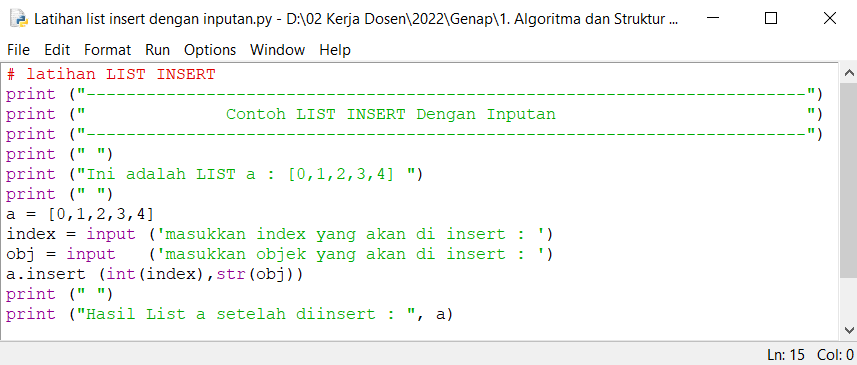 Latihan list insert dengan inputan.py - D:\02 Kerja Dosen\2022\Genap\1. Algoritma dan Struktur ...
File Edit Format Run Options Window Help
# latihan LIST INSERT
print ("------------------------------------------------------------------------")
print ("              Contoh LIST INSERT Dengan Inputan                         ")
print ("------------------------------------------------------------------------")
print (" ")
print ("Ini adalah LIST a : [0,1,2,3,4] ")
print (" ")
a = [0,1,2,3,4]
index = input ('masukkan index yang akan di insert : ')
obj = input   ('masukkan objek yang akan di insert : ')
a.insert (int(index),str(obj))
print (" ")
print ("Hasil List a setelah diinsert : ", a)
Ln: 15 Col: 0